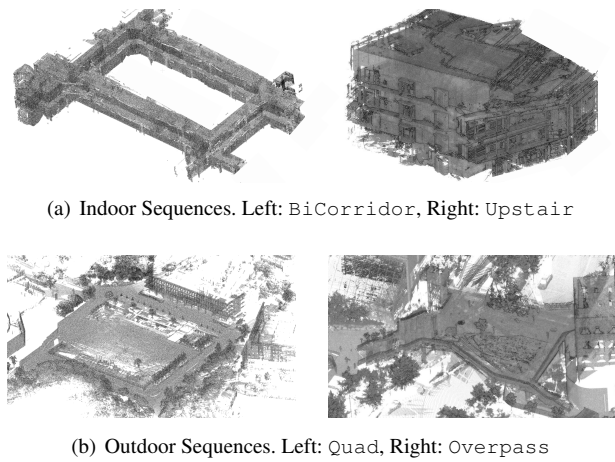 (a) Indoor Sequences. Left: BiCorridor, Right: Upstair
(b) Outdoor Sequences. Left: Quad, Right: Overpass